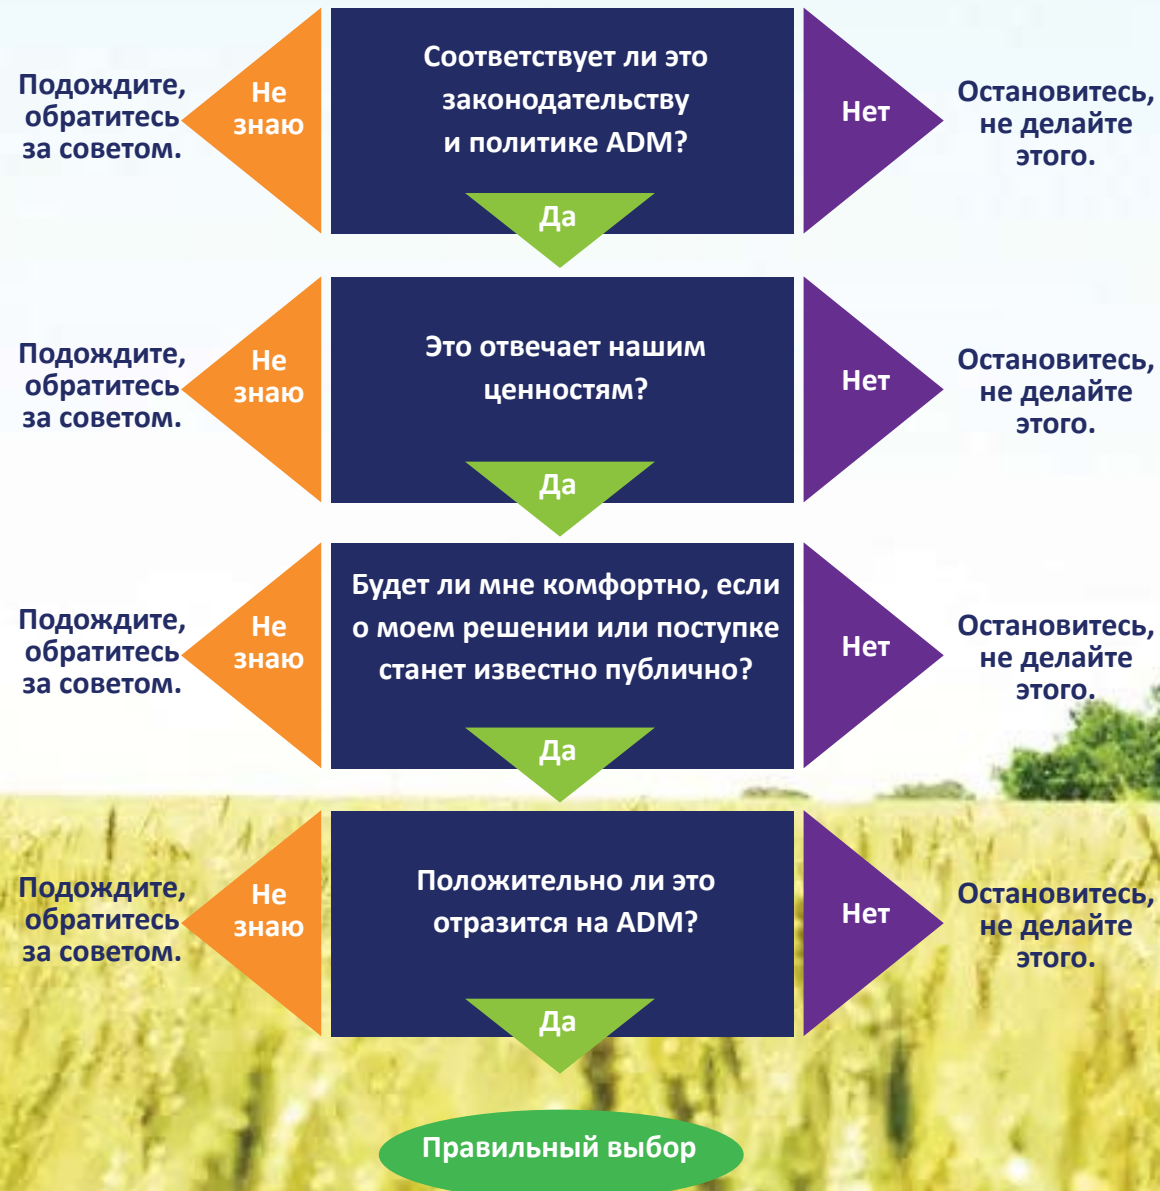 Соответствует ли это
законодательству
и политике ADM?
Подождите,
обратитесь
за советом.
Не
знаю
Нет
Остановитесь,
не делайте
этого.
Да
Это отвечает нашим
ценностям?
Подождите,
обратитесь
за советом.
Не
знаю
Нет
Остановитесь,
не делайте
этого.
Да
Будет ли мне комфортно, если
о моем решении или поступке
станет известно публично?
Подождите,
обратитесь
за советом.
Не
знаю
Нет
Остановитесь,
не делайте
этого.
Да
Положительно ли это
отразится на ADM?
Подождите,
обратитесь
за советом.
Не
знаю
Нет
Остановитесь,
не делайте
этого.
Да
Правильный выбор